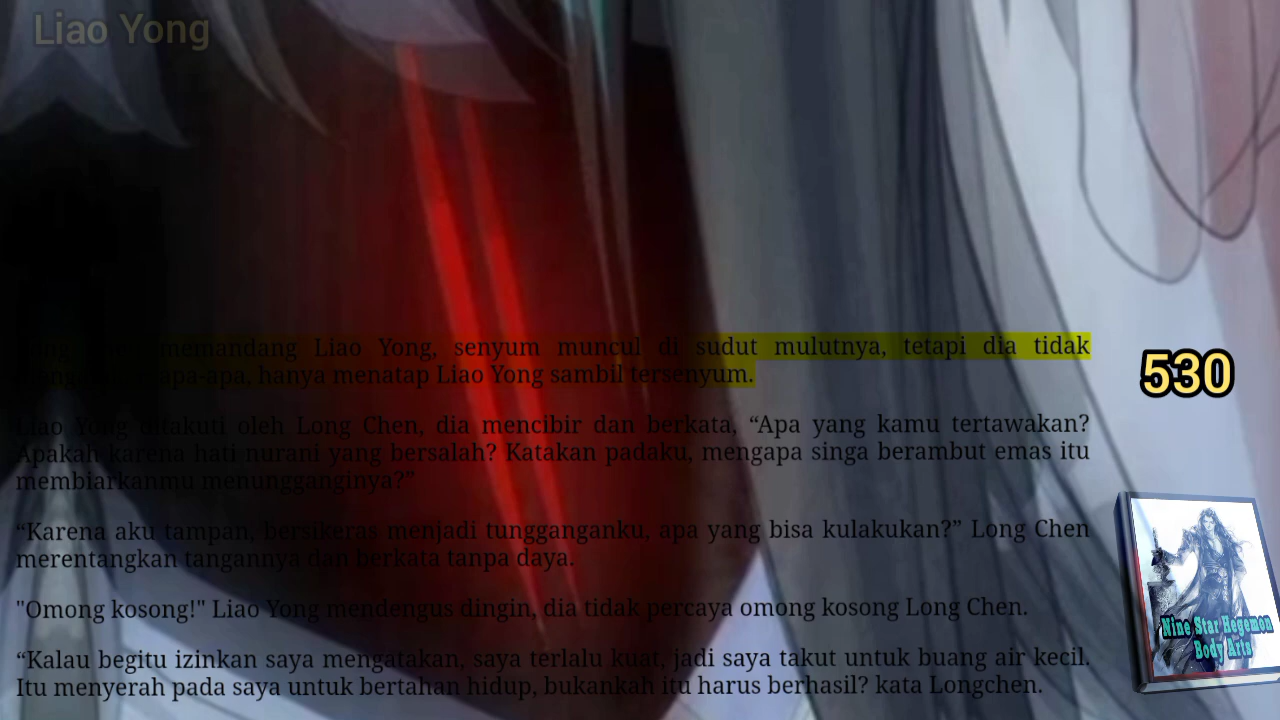 Liao Yong
memandang Liao Yong, senyum muncul di sudut mulutnya, tetapi dia tidak
apa-apa, hanya menatap Liao Yong sambil tersenyum.
530
Liao Yong ditakuti oleh Long Chen, dia mencibir dan berkata, “Apa yang kamu tertawakan?
Apakah karena hati nurani yang bersalah? Katakan padaku, mengapa singa berambut emas itu
membiarkanmu menungganginya?”
“Karena aku tampan, bersikeras menjadi tungganganku, apa yang bisa kulakukan?” Long Chen
merentangkan tangannya dan berkata tanpa daya.
"Omong kosong!" Liao Yong mendengus dingin, dia tidak percaya omong kosong Long Chen.
“Kalau begitu izinkan saya mengatakan, saya terlalu kuat, jadi saya takut untuk buang air kecil.
Itu menyerah pada saya untuk bertahan hidup, bukankah itu harus berhasil? kata Longchen.
Nine Star Hegemon
Body Arts